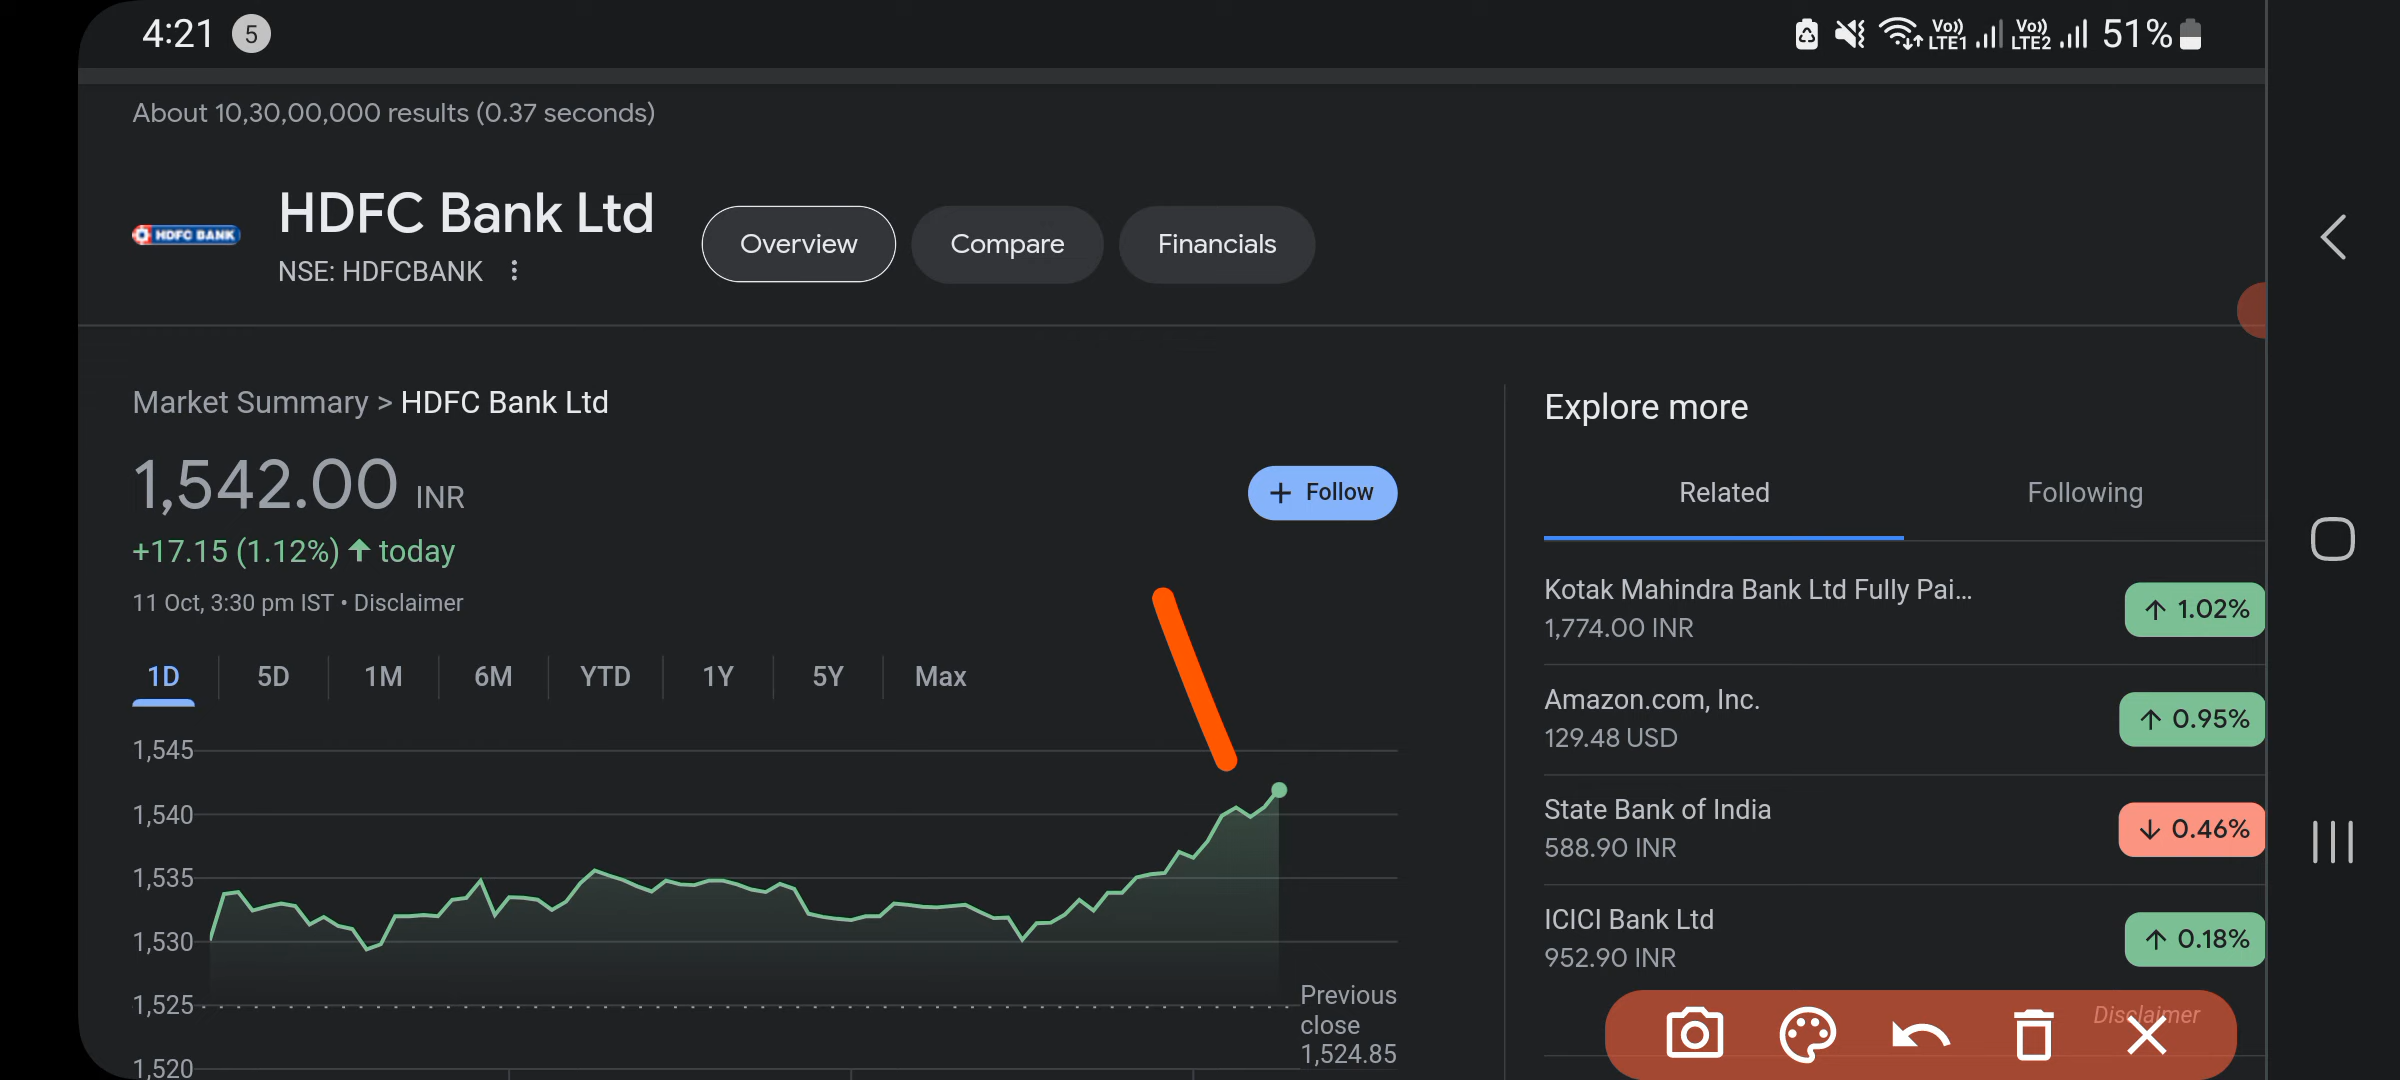 4:21 5 Vo)) LTE1 Vo)) LTE2 51%
About 10,30,00,000 results (0.37 seconds)
HDFC BANK
HDFC Bank Ltd
NSE: HDFCBANK
Overview Compare Financials
Market Summary > HDFC Bank Ltd
1,542.00 INR
+17.15 (1.12%) ↑ today
11 Oct, 3:30 pm IST • Disclaimer
+ Follow
1D 5D 1M 6M YTD 1Y 5Y Max
1,545
1,540
1,535
1,530
1,525
1,520
Previous
close
1,524.85
Explore more
Related Following
Kotak Mahindra Bank Ltd Fully Pai...
1,774.00 INR
↑ 1.02%
Amazon.com, Inc.
129.48 USD
↑ 0.95%
State Bank of India
588.90 INR
↓ 0.46%
ICICI Bank Ltd
952.90 INR
↑ 0.18%
Disclaimer